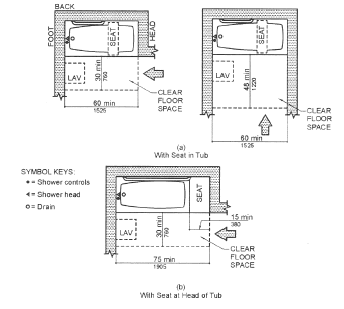 BACK
FOOT
SEAT
HEAD
LAV
30 min
760
CLEAR
FLOOR
SPACE
60 min
1525
SEAT
48 min
1220
CLEAR
FLOOR
SPACE
60 min
1525
(a)
With Seat in Tub
SYMBOL KEYS:
= Shower controls
= Shower head
= Drain
SEAT
LAV
30 min
760
15 min
380
CLEAR
FLOOR
SPACE
75 min
1905
(b)
With Seat at Head of Tub